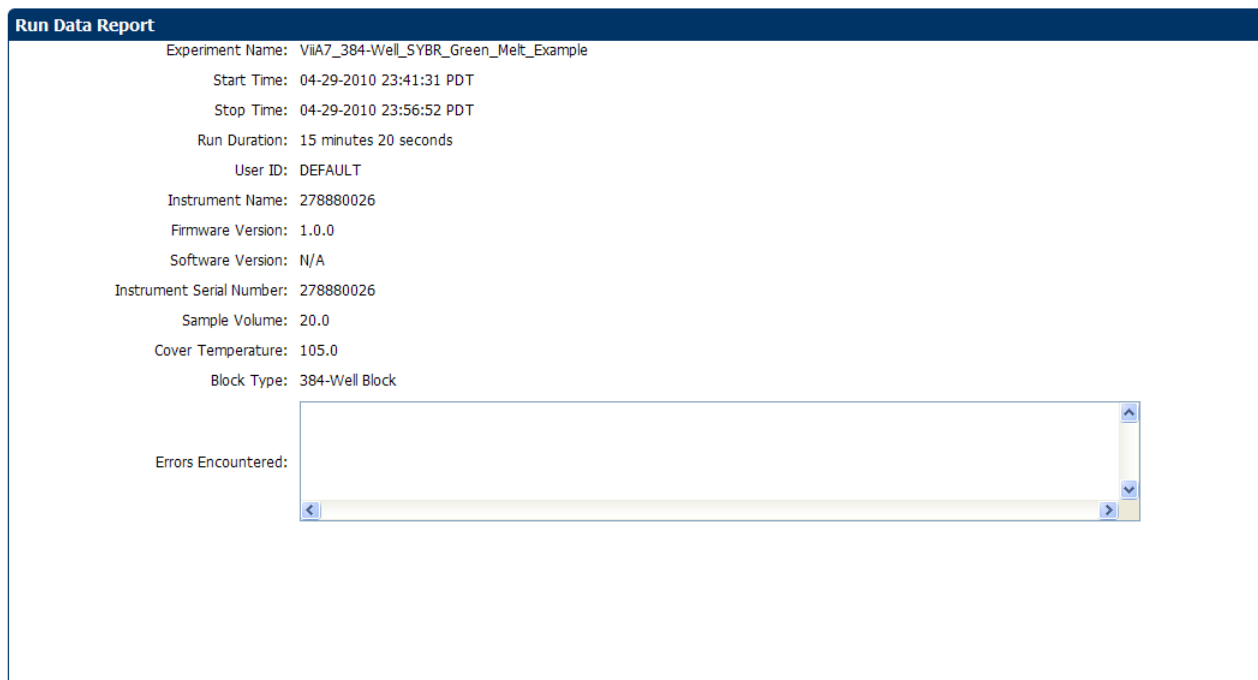 Run Data Report
Experiment Name: ViiA7_384-Well_SYBR_Green_Melt_Example
Start Time: 04-29-2010 23:41:31 PDT
Stop Time: 04-29-2010 23:56:52 PDT
Run Duration: 15 minutes 20 seconds
User ID: DEFAULT
Instrument Name: 278880026
Firmware Version: 1.0.0
Software Version: N/A
Instrument Serial Number: 278880026
Sample Volume: 20.0
Cover Temperature: 105.0
Block Type: 384-Well Block
Errors Encountered: